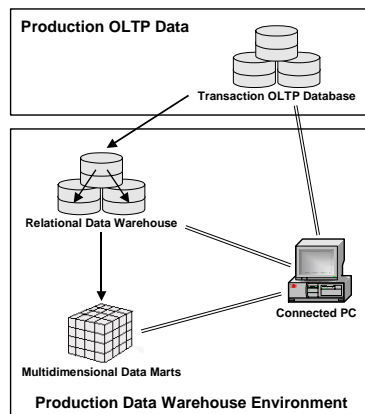 Production OLTP Data
Transaction OLTP Database
Relational Data Warehouse
Connected PC
Multidimensional Data Marts
Production Data Warehouse Environment